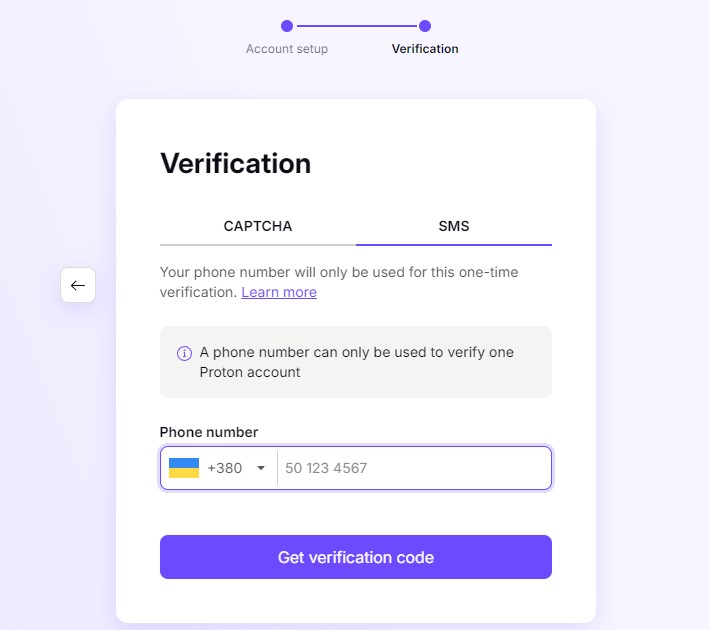 Account setup
Verification
Verification
CAPTCHA
SMS
Your phone number will only be used for this one-time
verification. Learn more
A phone number can only be used to verify one
Proton account
Phone number
+380
50 123 4567
Get verification code